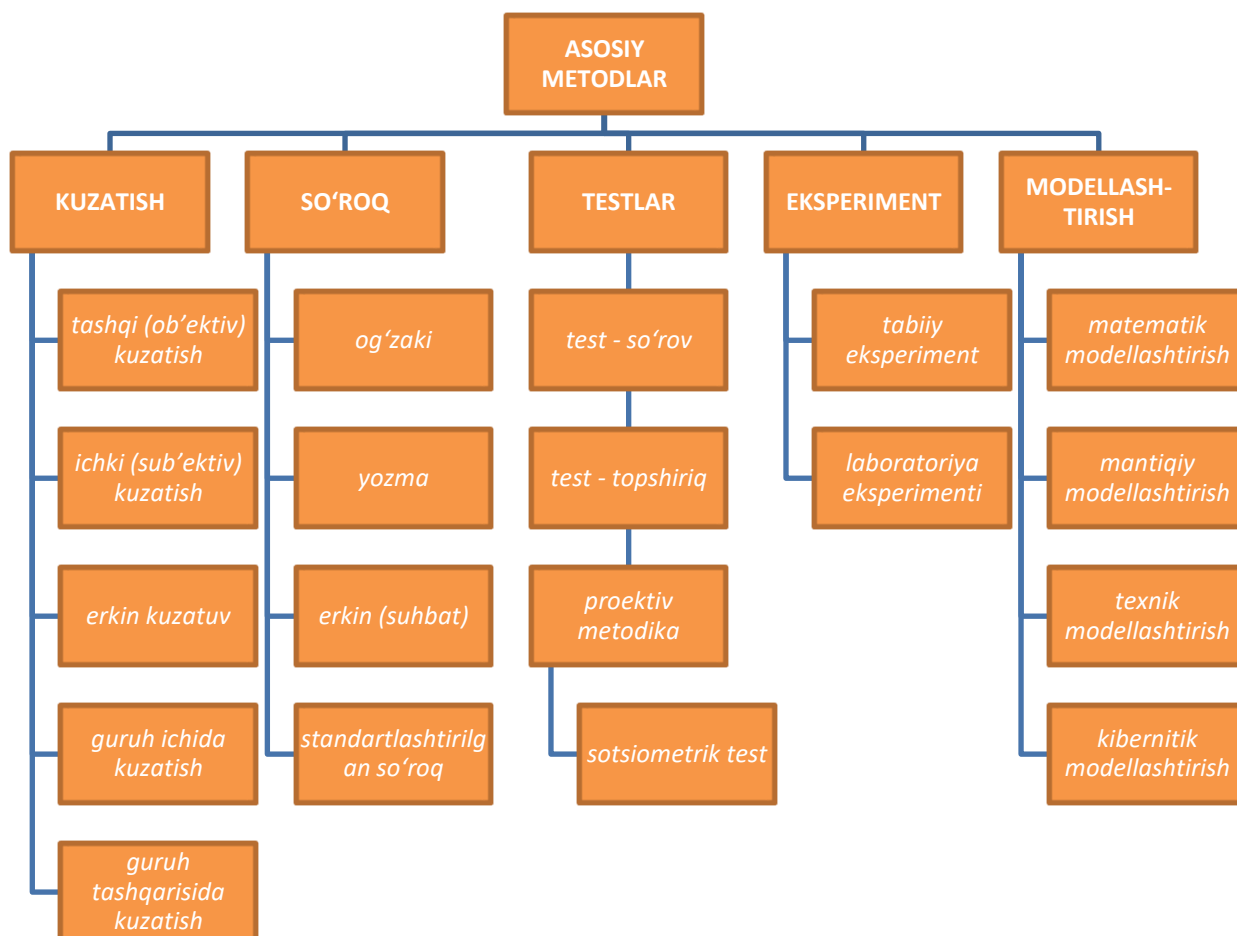 ASOSIY
METODLAR
KUZATISH
tashqi (ob’ektiv)
kuzatish
ichki (sub’ektiv)
kuzatish
erkin kuzatuv
guruh ichida
kuzatish
guruh
tashqarisida
kuzatish
SO‘ROQ
og‘zaki
yozma
erkin (suhbat)
standartlashtirilg
an so‘roq
TESTLAR
test - so‘rov
test - topshiriq
proektiv
metodika
sotsiometrik test
EKSPERIMENT
tabiiy
eksperiment
laboratoriya
eksperimenti
MODELLASH-
TIRISH
matematik
modellashtirish
mantiqiy
modellashtirish
texnik
modellashtirish
kibernitik
modellashtirish